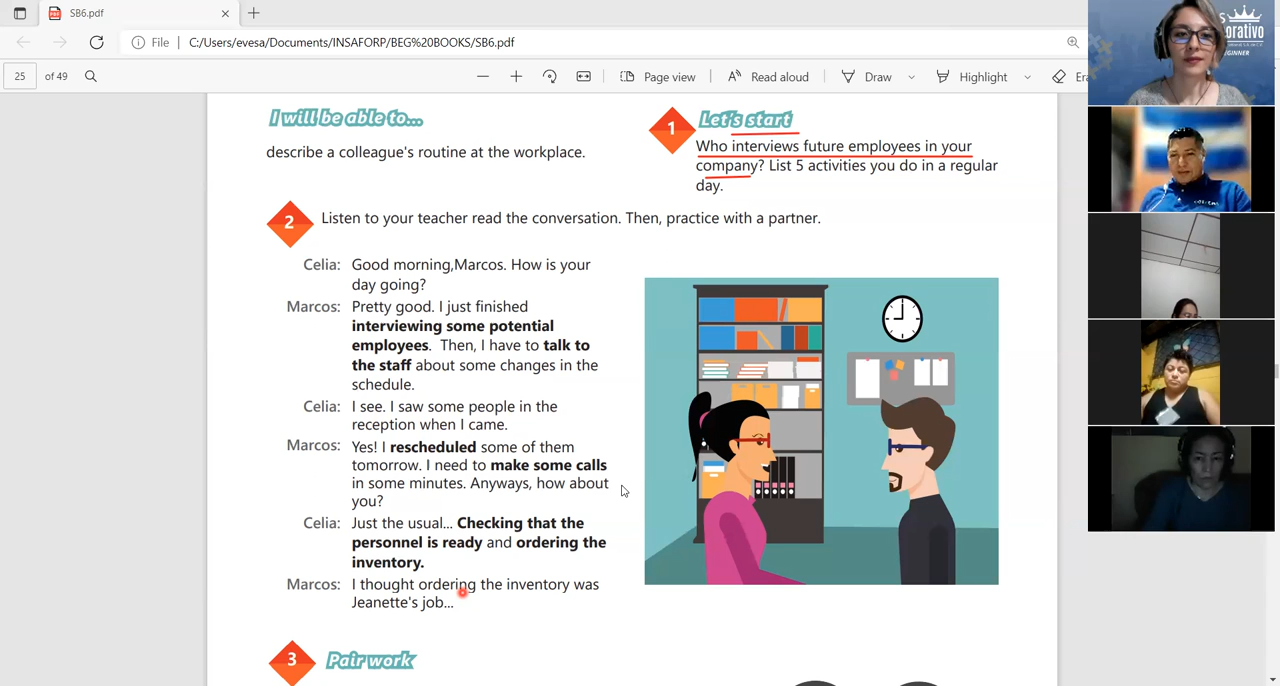 SB6.pdf
File
C:/Users/evesa/Documents/INSAFORP/BEG%20BOOKS/SB6.pdf
25
of 49
Page view
Read aloud
Draw
Highlight
Era
I will be able to...
describe a colleague's routine at the workplace.
1
Let's start
Who interviews future employees in your
company? List 5 activities you do in a regular
day.
2
Listen to your teacher read the conversation. Then, practice with a partner.
Celia: Good morning,Marcos. How is your
day going?
Marcos: Pretty good. I just finished
interviewing some potential
employees. Then, I have to talk to
the staff about some changes in the
schedule.
Celia: I see. I saw some people in the
reception when I came.
Marcos: Yes! I rescheduled some of them
tomorrow. I need to make some calls
in some minutes. Anyways, how about
you?
Celia: Just the usual... Checking that the
personnel is ready and ordering the
inventory.
Marcos: I thought ordering the inventory was
Jeanette's job...
3
Pair work
S
orativo
GINNER